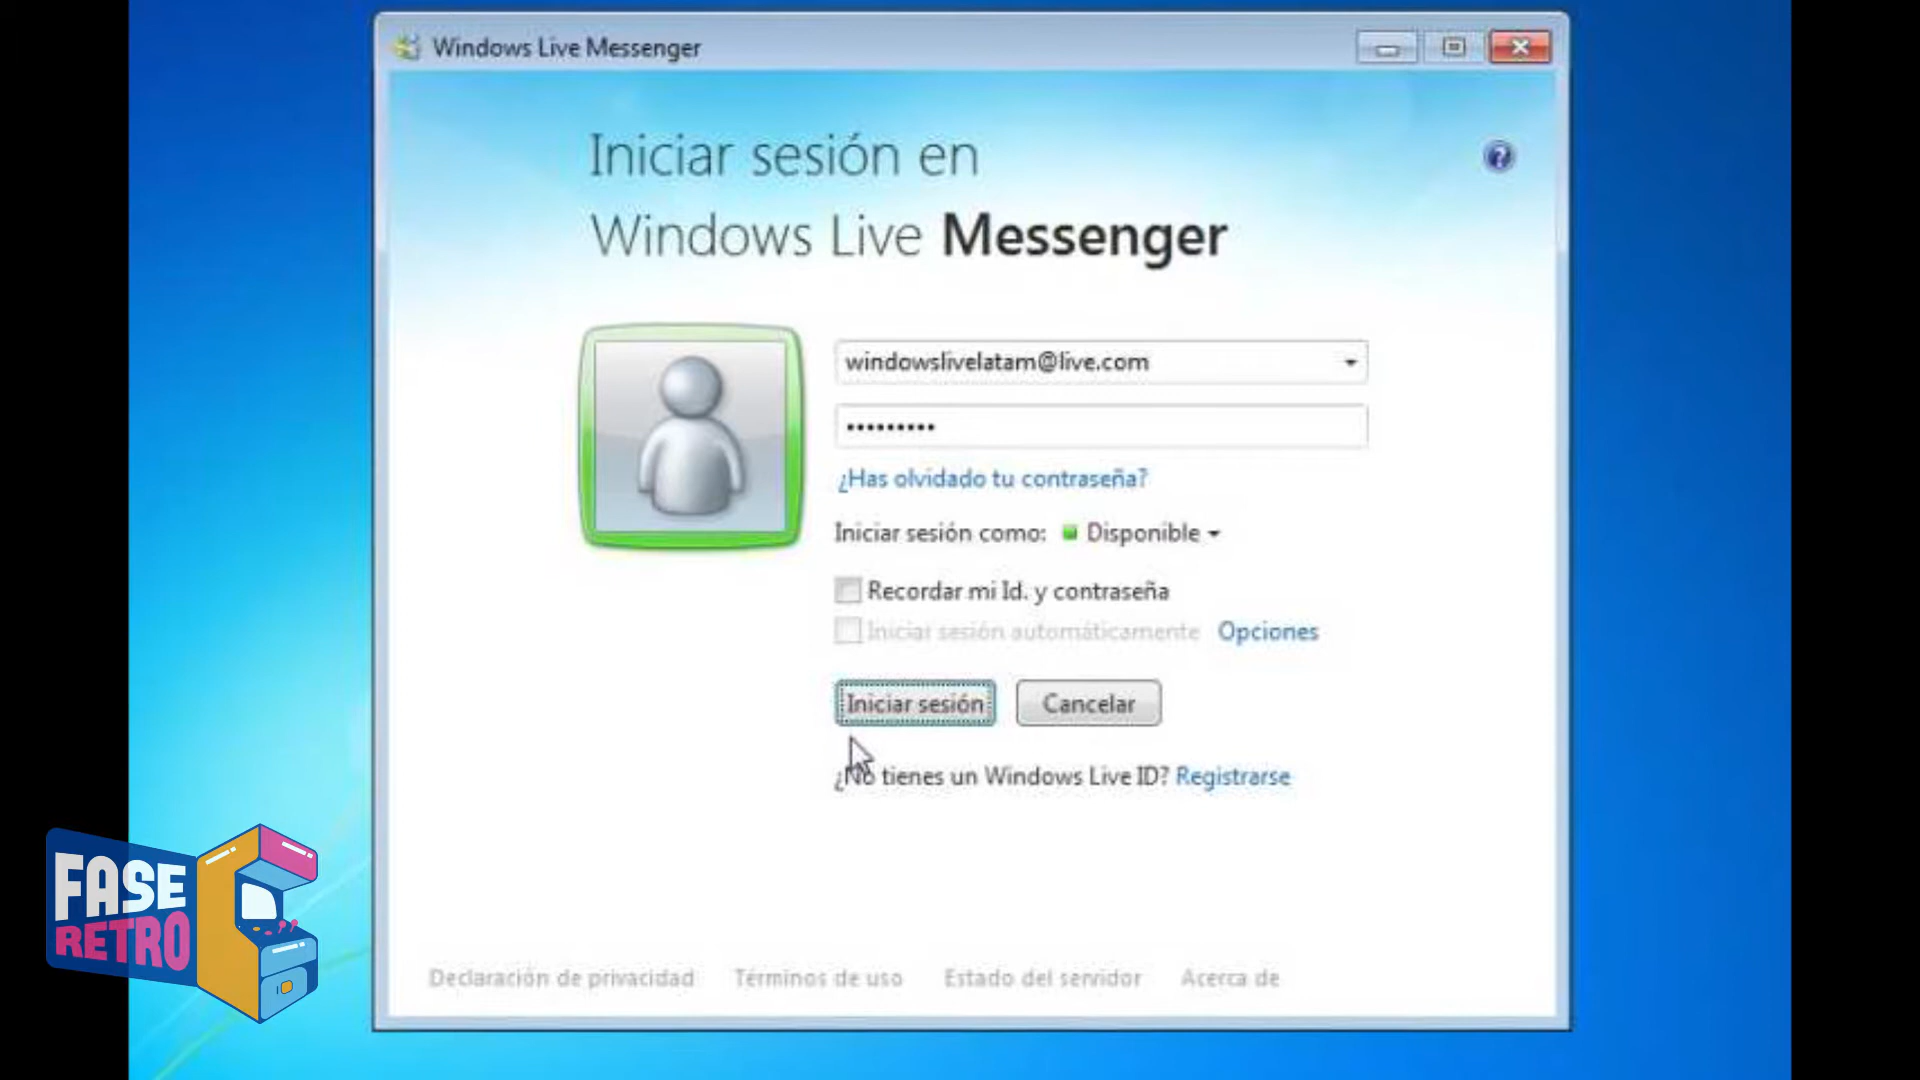 Windows Live Messenger
Iniciar sesión en
Windows Live Messenger
windowslivelatam@live.com
•••••••••
¿Has olvidado tu contraseña?
Iniciar sesión como: Disponible
Recordar mi Id. y contraseña
Iniciar sesión automáticamente Opciones
Iniciar sesión Cancelar
¿No tienes un Windows Live ID? Registrarse
FASE
RETRO
Declaración de privacidad Términos de uso Estado del servidor Acerca de